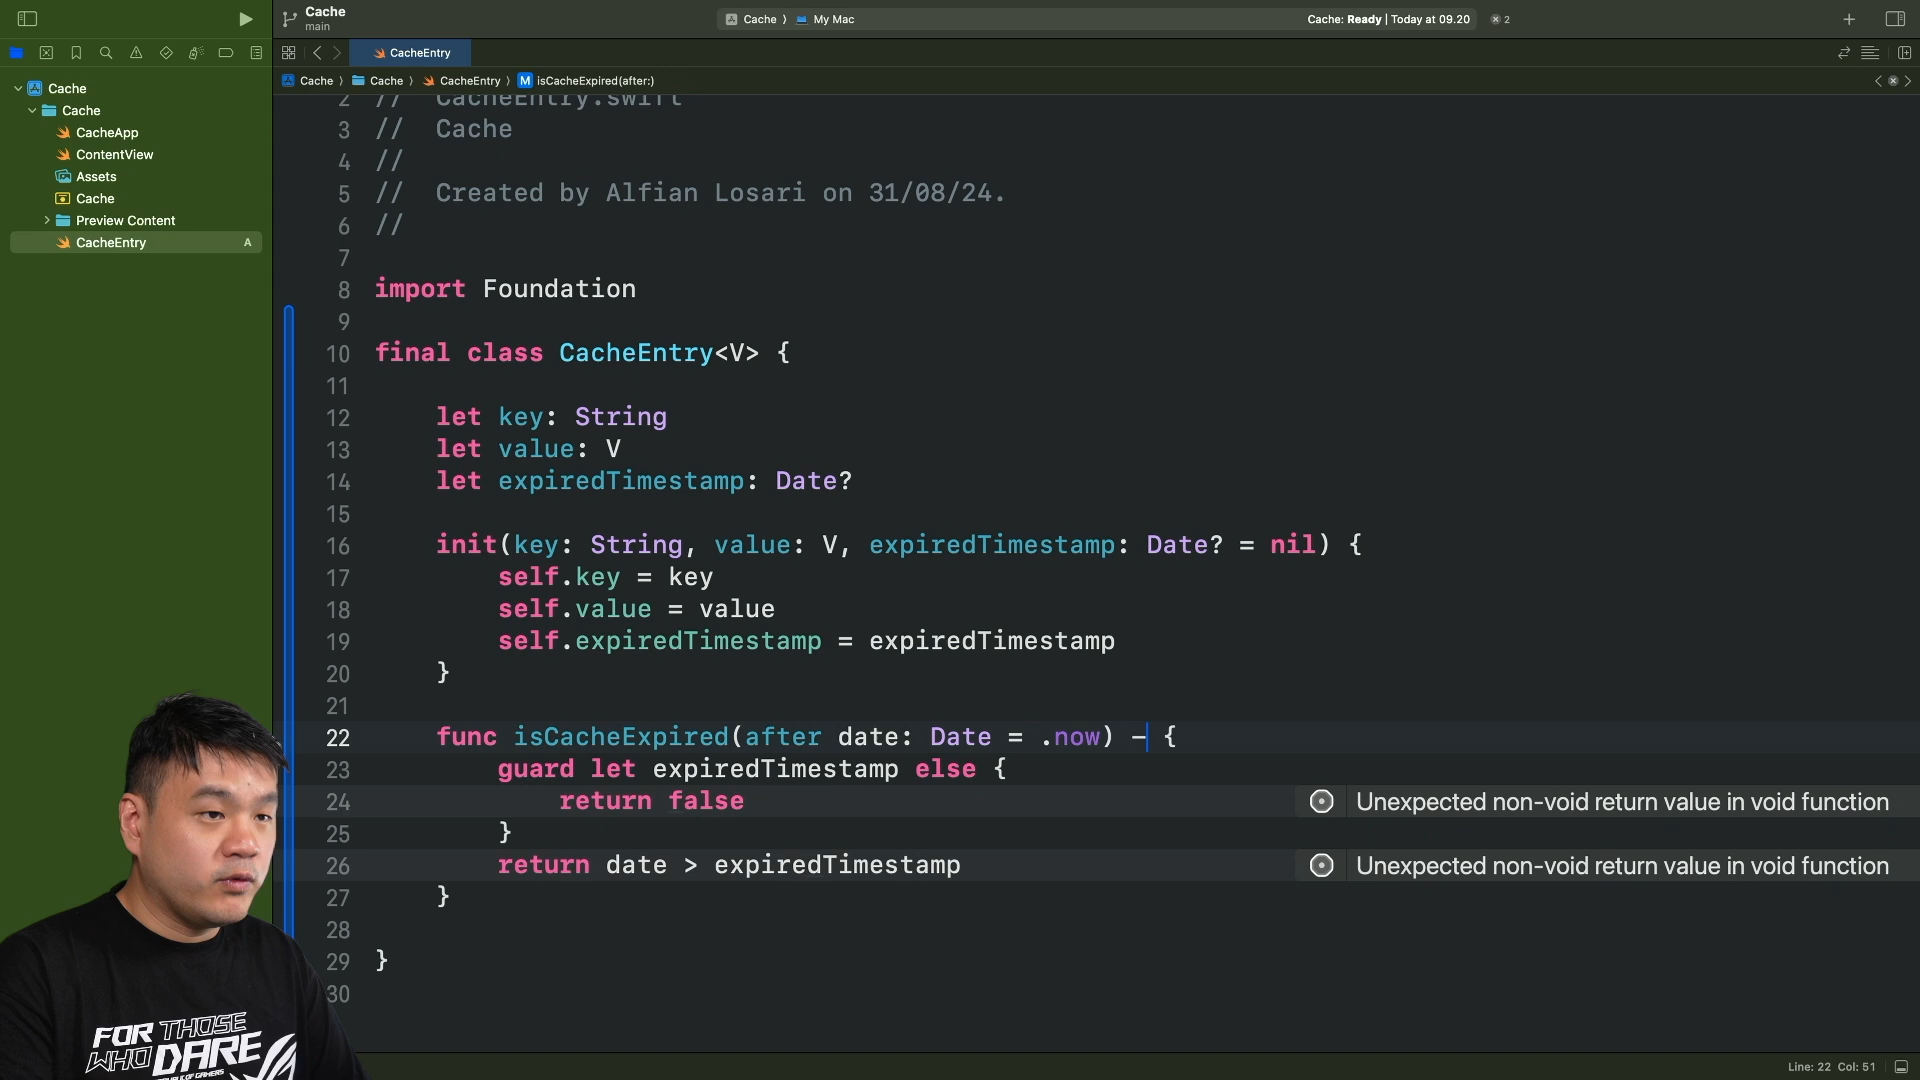 Cache
main
Cache 〉 My Mac
Cache: Ready | Today at 09.20
2
CacheEntry
Cache 〉 Cache 〉 CacheEntry 〉 M isCacheExpired(after:)
Cache
Cache
CacheApp
ContentView
Assets
Cache
Preview Content
CacheEntry A
2 // CacheEntry.swift
3 // Cache
4 //
5 // Created by Alfian Losari on 31/08/24.
6 //
7
8 import Foundation
9
10 final class CacheEntry<V> {
11
12 let key: String
13 let value: V
14 let expiredTimestamp: Date?
15
16 init(key: String, value: V, expiredTimestamp: Date? = nil) {
17 self.key = key
18 self.value = value
19 self.expiredTimestamp = expiredTimestamp
20 }
21
22 func isCacheExpired(after date: Date = .now) - {
23 guard let expiredTimestamp else {
24 return false Unexpected non-void return value in void function
25 }
26 return date > expiredTimestamp Unexpected non-void return value in void function
27 }
28
29 }
30
FOR THOSE
WHO DARE
REPUBLIC OF GAMERS
Line: 22 Col: 51